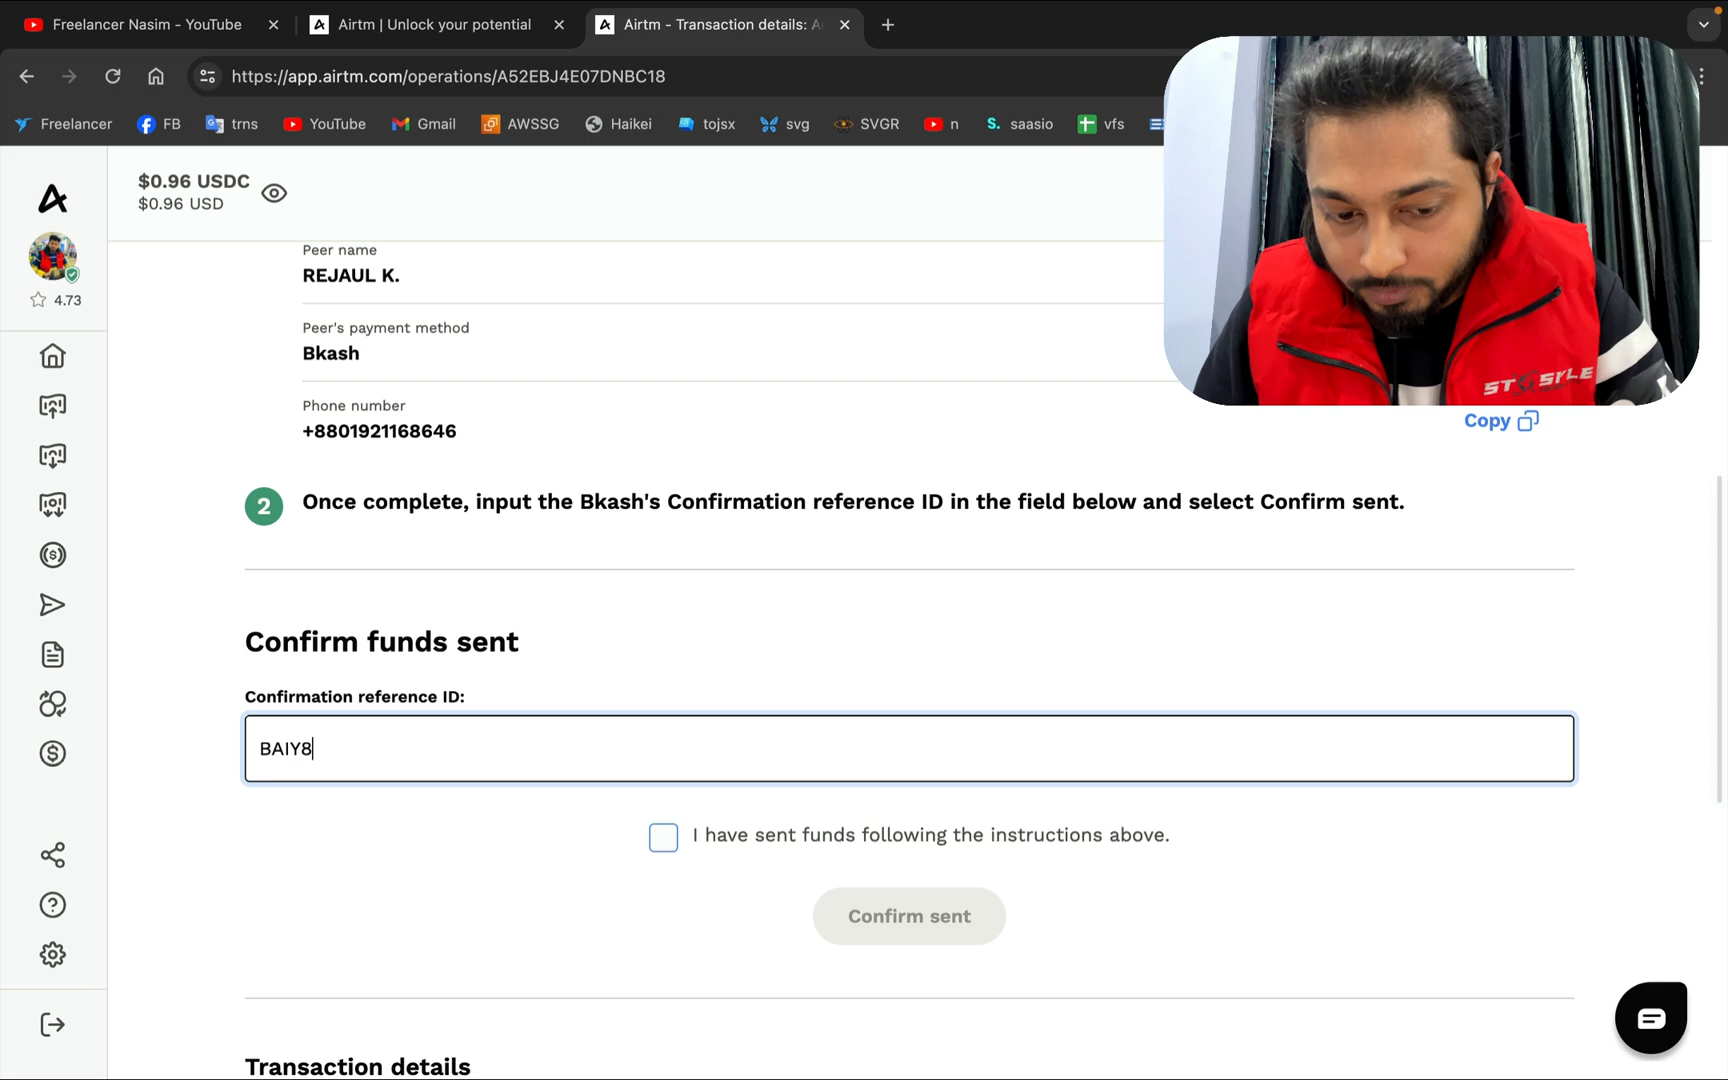 Freelancer Nasim - YouTube
Airtm | Unlock your potential
Airtm - Transaction details: A
https://app.airtm.com/operations/A52EBJ4E07DNBC18
Freelancer
FB
trns
YouTube
Gmail
AWSSG
Haikei
tojsx
svg
SVGR
n
saasio
vfs
$0.96 USDC
$0.96 USD
4.73
Peer name
REJAUL K.
Peer's payment method
Bkash
Phone number
+8801921168646
Copy
2 Once complete, input the Bkash's Confirmation reference ID in the field below and select Confirm sent.
Confirm funds sent
Confirmation reference ID:
BAIY8
I have sent funds following the instructions above.
Confirm sent
Transaction details